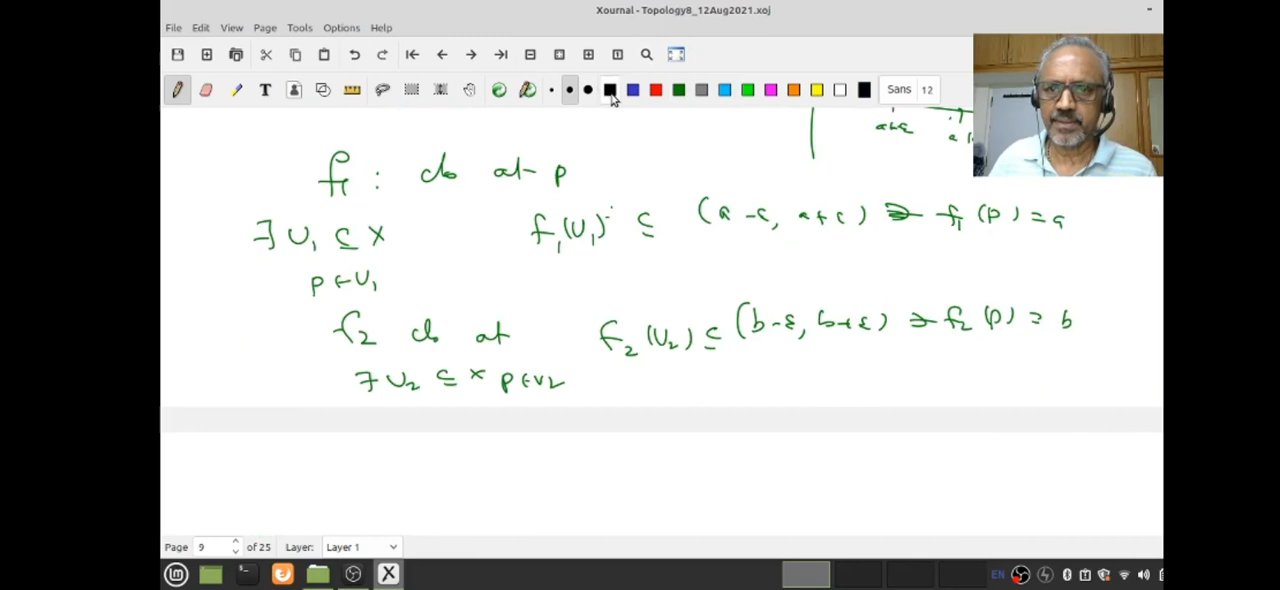 Xournal - Topology8_12Aug2021.xoj
File Edit View Page Tools Options Help
T Sans 12
a+ε
f₁ : cts at p
∃ U₁ ⊆ X f₁(U₁) ⊆ (a-ε, a+ε) ∋ f₁(p) = a
p ∈ U₁
f₂ cts at f₂(U₂) ⊆ (b-ε, b+ε) ∋ f₂(p) = b
∃ U₂ ⊆ X p ∈ U₂
Page 9 of 25 Layer: Layer 1
EN